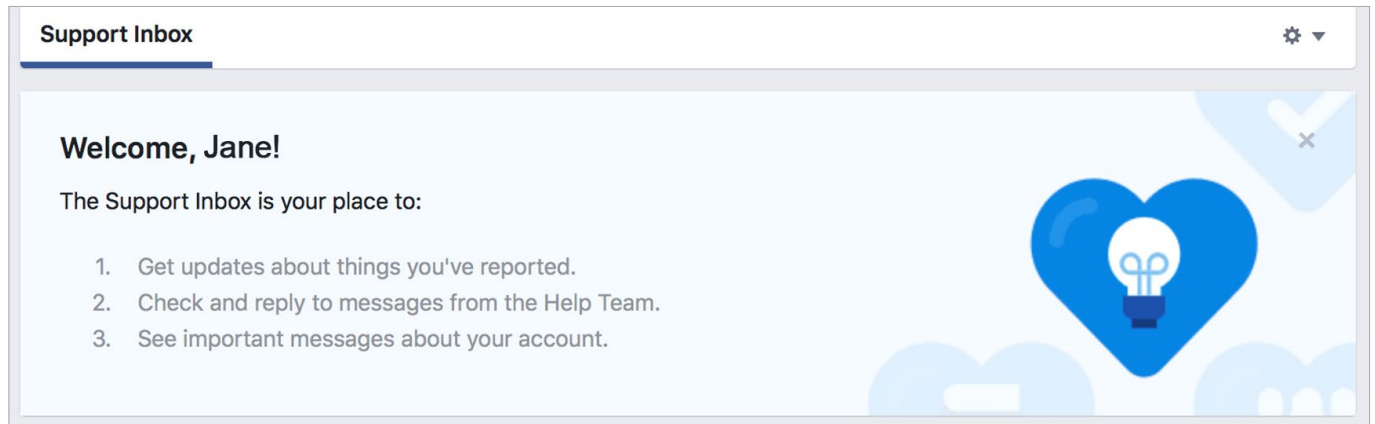 Support Inbox
Welcome, Jane!
The Support Inbox is your place to:
1. Get updates about things you've reported.
2. Check and reply to messages from the Help Team.
3. See important messages about your account.